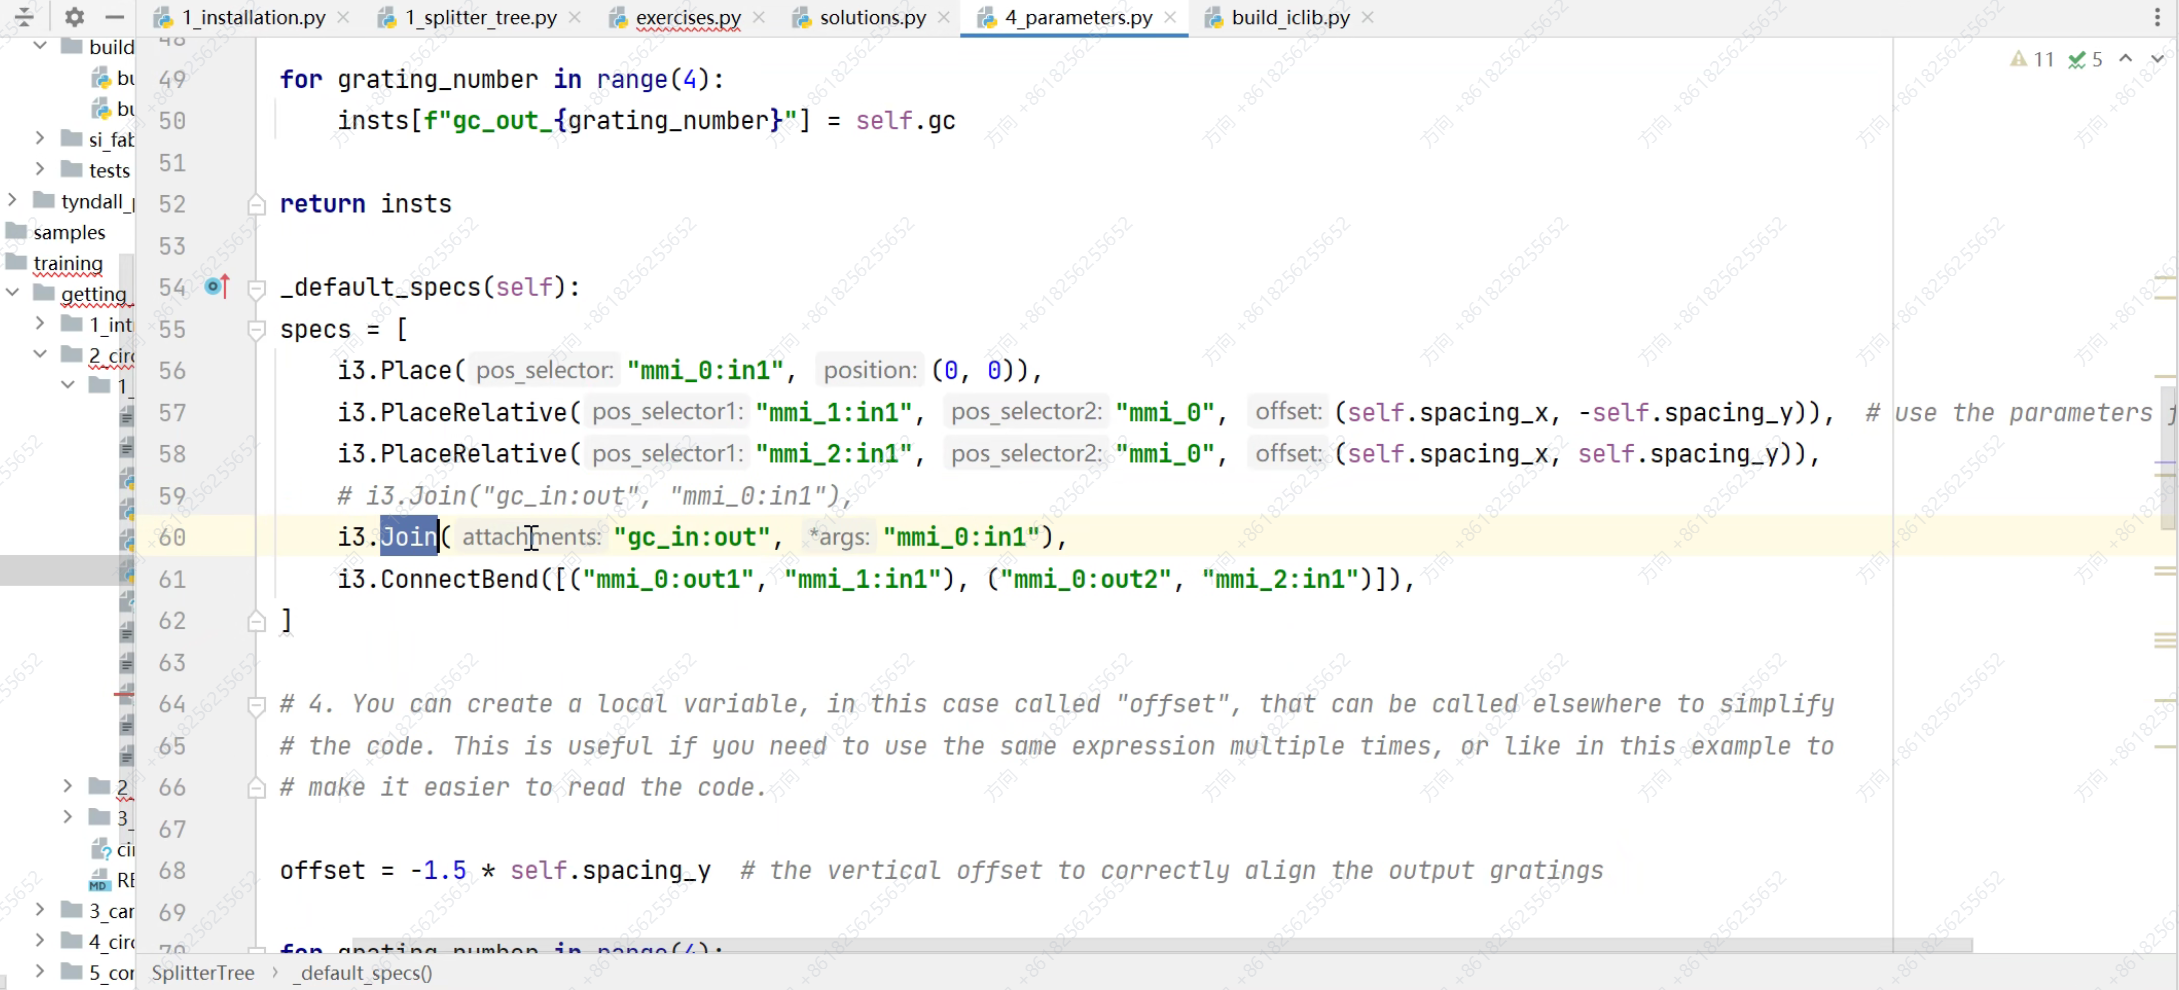 1_installation.py
1_splitter_tree.py
exercises.py
solutions.py
4_parameters.py
build_iclib.py
11
5
build
bu
bu
si_fab
tests
tyndall_
samples
training
getting_
1_int
2_circ
1_
2_
3_
cir
RE
3_car
4_circ
5_cor
48
49 for grating_number in range(4):
50 insts[f"gc_out_{grating_number}"] = self.gc
51
52 return insts
53
54 _default_specs(self):
55 specs = [
56 i3.Place( pos_selector: "mmi_0:in1", position: (0, 0)),
57 i3.PlaceRelative( pos_selector1: "mmi_1:in1", pos_selector2: "mmi_0", offset: (self.spacing_x, -self.spacing_y)), # use the parameters
58 i3.PlaceRelative( pos_selector1: "mmi_2:in1", pos_selector2: "mmi_0", offset: (self.spacing_x, self.spacing_y)),
59 # i3.Join("gc_in:out", "mmi_0:in1"),
60 i3.Join( attachments: "gc_in:out", *args: "mmi_0:in1"),
61 i3.ConnectBend([("mmi_0:out1", "mmi_1:in1"), ("mmi_0:out2", "mmi_2:in1")]),
62 ]
63
64 # 4. You can create a local variable, in this case called "offset", that can be called elsewhere to simplify
65 # the code. This is useful if you need to use the same expression multiple times, or like in this example to
66 # make it easier to read the code.
67
68 offset = -1.5 * self.spacing_y # the vertical offset to correctly align the output gratings
69
70 for grating_number in range(4):
SplitterTree › _default_specs()
方向 +8618256255652